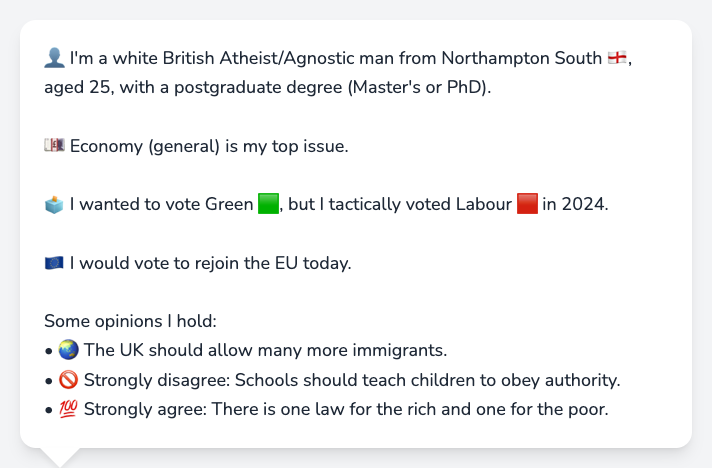 👤 I'm a white British Atheist/Agnostic man from Northampton South 🏴󠁧󠁢󠁥󠁮󠁧󠁿,
aged 25, with a postgraduate degree (Master's or PhD).
💷 Economy (general) is my top issue.
🗳️ I wanted to vote Green 🟩, but I tactically voted Labour 🟥 in 2024.
🇪🇺 I would vote to rejoin the EU today.
Some opinions I hold:
• 🌏 The UK should allow many more immigrants.
• 🚫 Strongly disagree: Schools should teach children to obey authority.
• 💯 Strongly agree: There is one law for the rich and one for the poor.